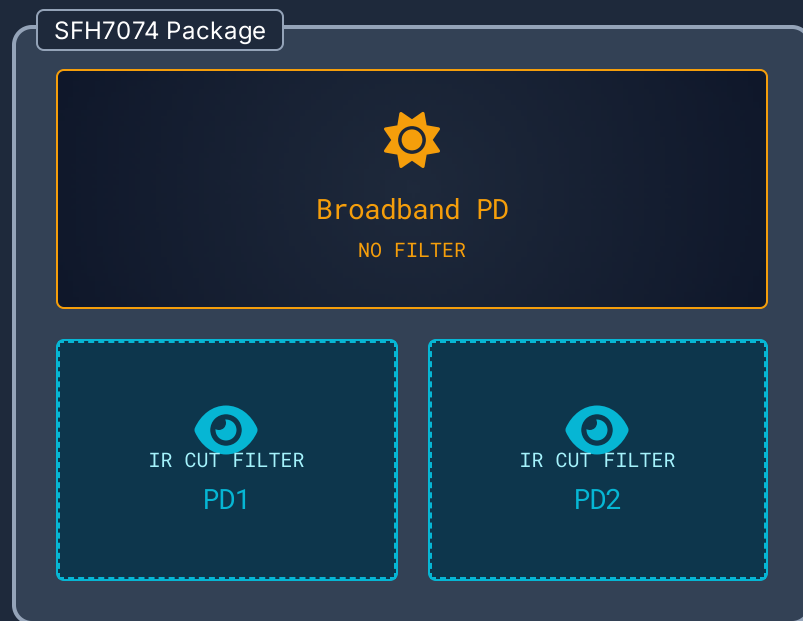 SFH7074 Package
Broadband PD
NO FILTER
IR CUT FILTER
PD1
IR CUT FILTER
PD2